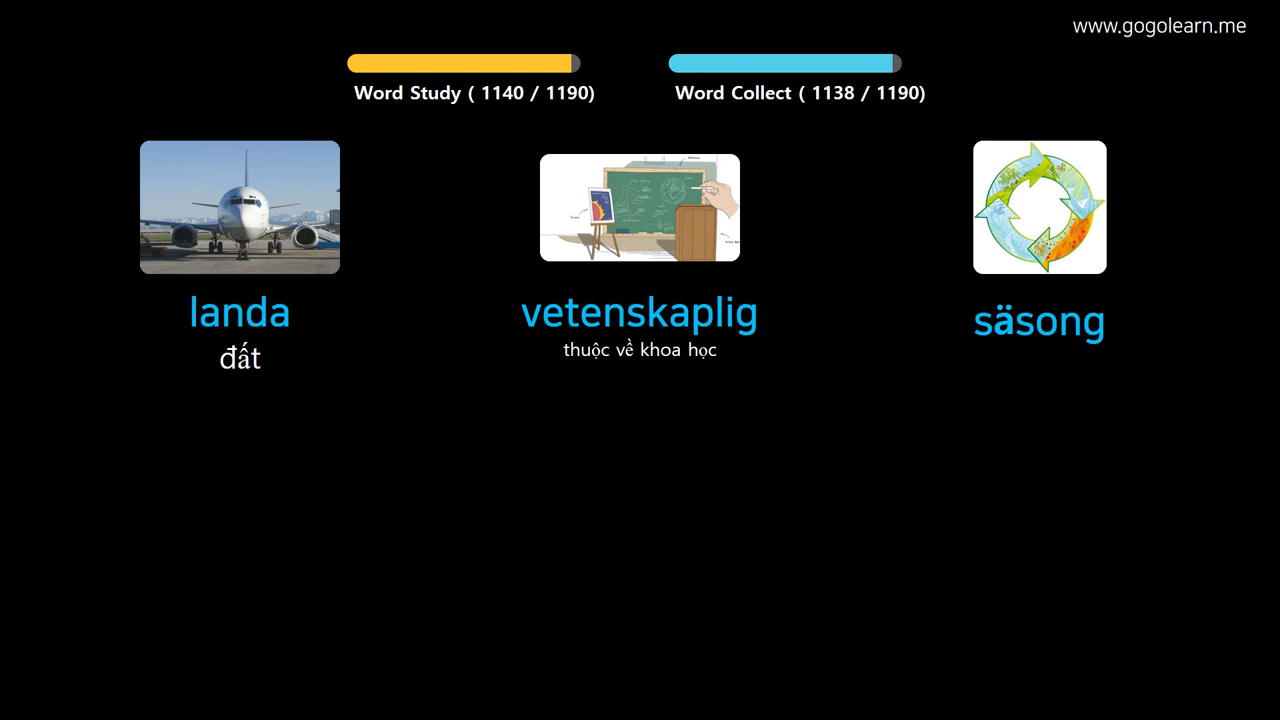 www.gogolearn.me
Word Study ( 1140 / 1190)
Word Collect ( 1138 / 1190)
landa
vetenskaplig
säsong
đất
thuộc về khoa học